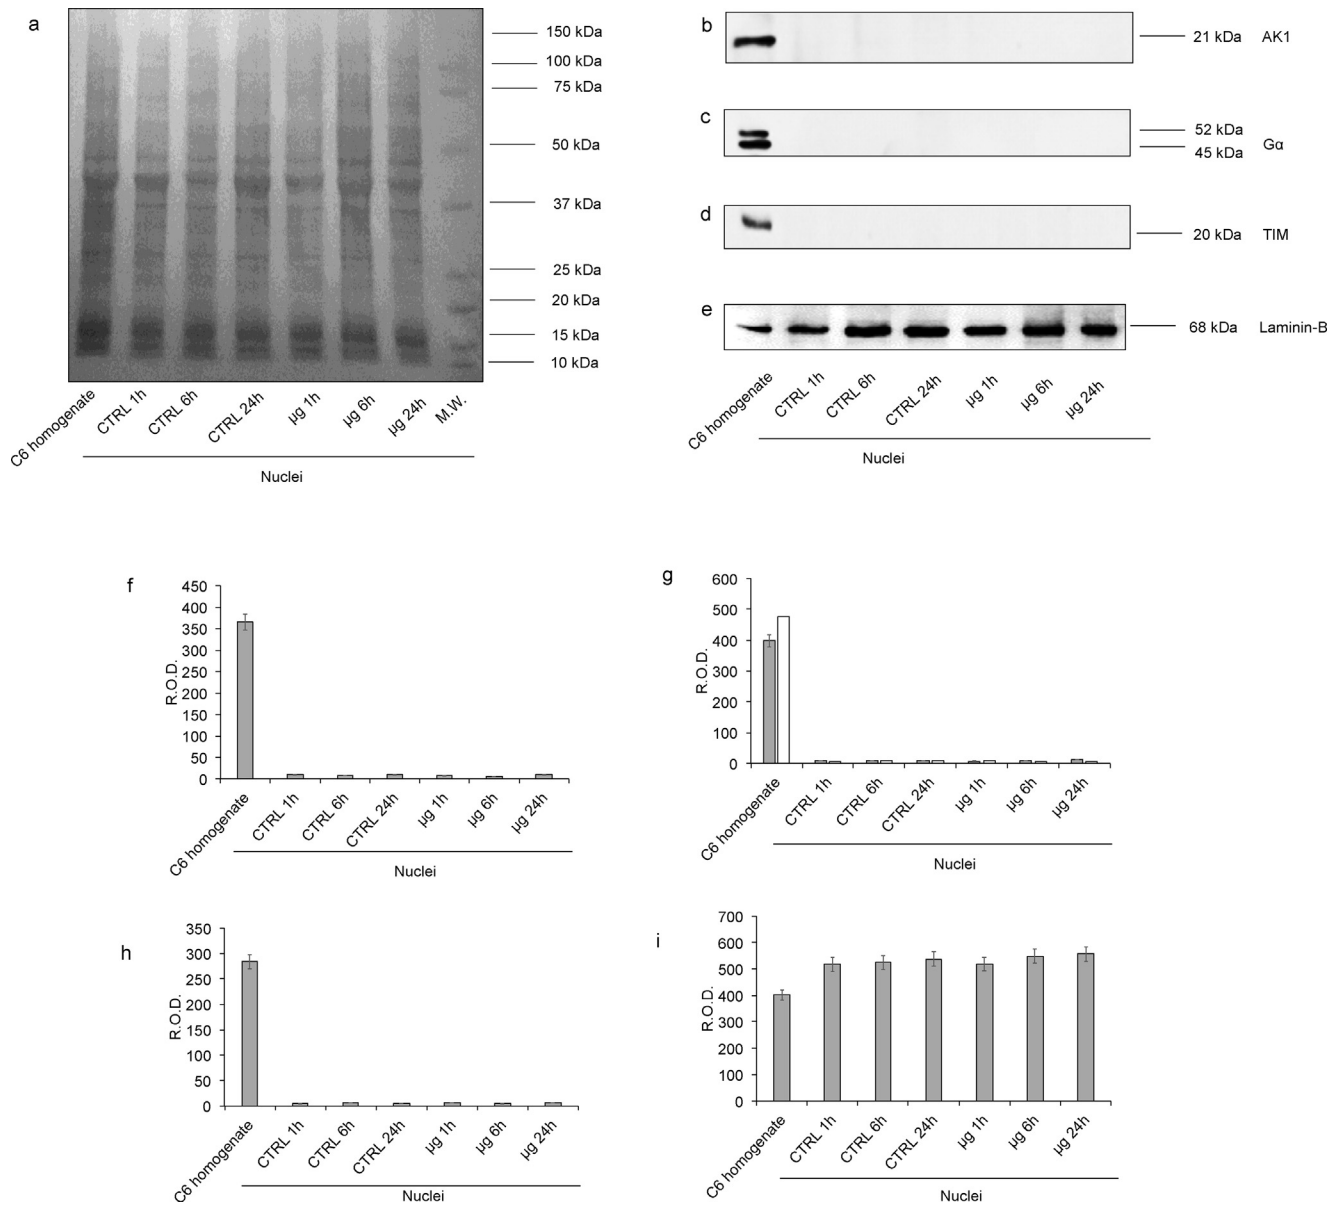 a
150 kDa
100 kDa
75 kDa
50 kDa
37 kDa
25 kDa
20 kDa
15 kDa
10 kDa
C6 homogenate
CTRL 1h
CTRL 6h
CTRL 24h
µg 1h
µg 6h
µg 24h
M.W.
Nuclei
b
21 kDa AK1
c
52 kDa
45 kDa
Gα
d
20 kDa TIM
e
68 kDa Laminin-B
C6 homogenate
CTRL 1h
CTRL 6h
CTRL 24h
µg 1h
µg 6h
µg 24h
Nuclei
f
R.O.D.
450
400
350
300
250
200
150
100
50
0
C6 homogenate
CTRL 1h
CTRL 6h
CTRL 24h
µg 1h
µg 6h
µg 24h
Nuclei
g
R.O.D.
600
500
400
300
200
100
0
C6 homogenate
CTRL 1h
CTRL 6h
CTRL 24h
µg 1h
µg 6h
µg 24h
Nuclei
h
R.O.D.
350
300
250
200
150
100
50
0
C6 homogenate
CTRL 1h
CTRL 6h
CTRL 24h
µg 1h
µg 6h
µg 24h
Nuclei
i
R.O.D.
700
600
500
400
300
200
100
0
C6 homogenate
CTRL 1h
CTRL 6h
CTRL 24h
µg 1h
µg 6h
µg 24h
Nuclei